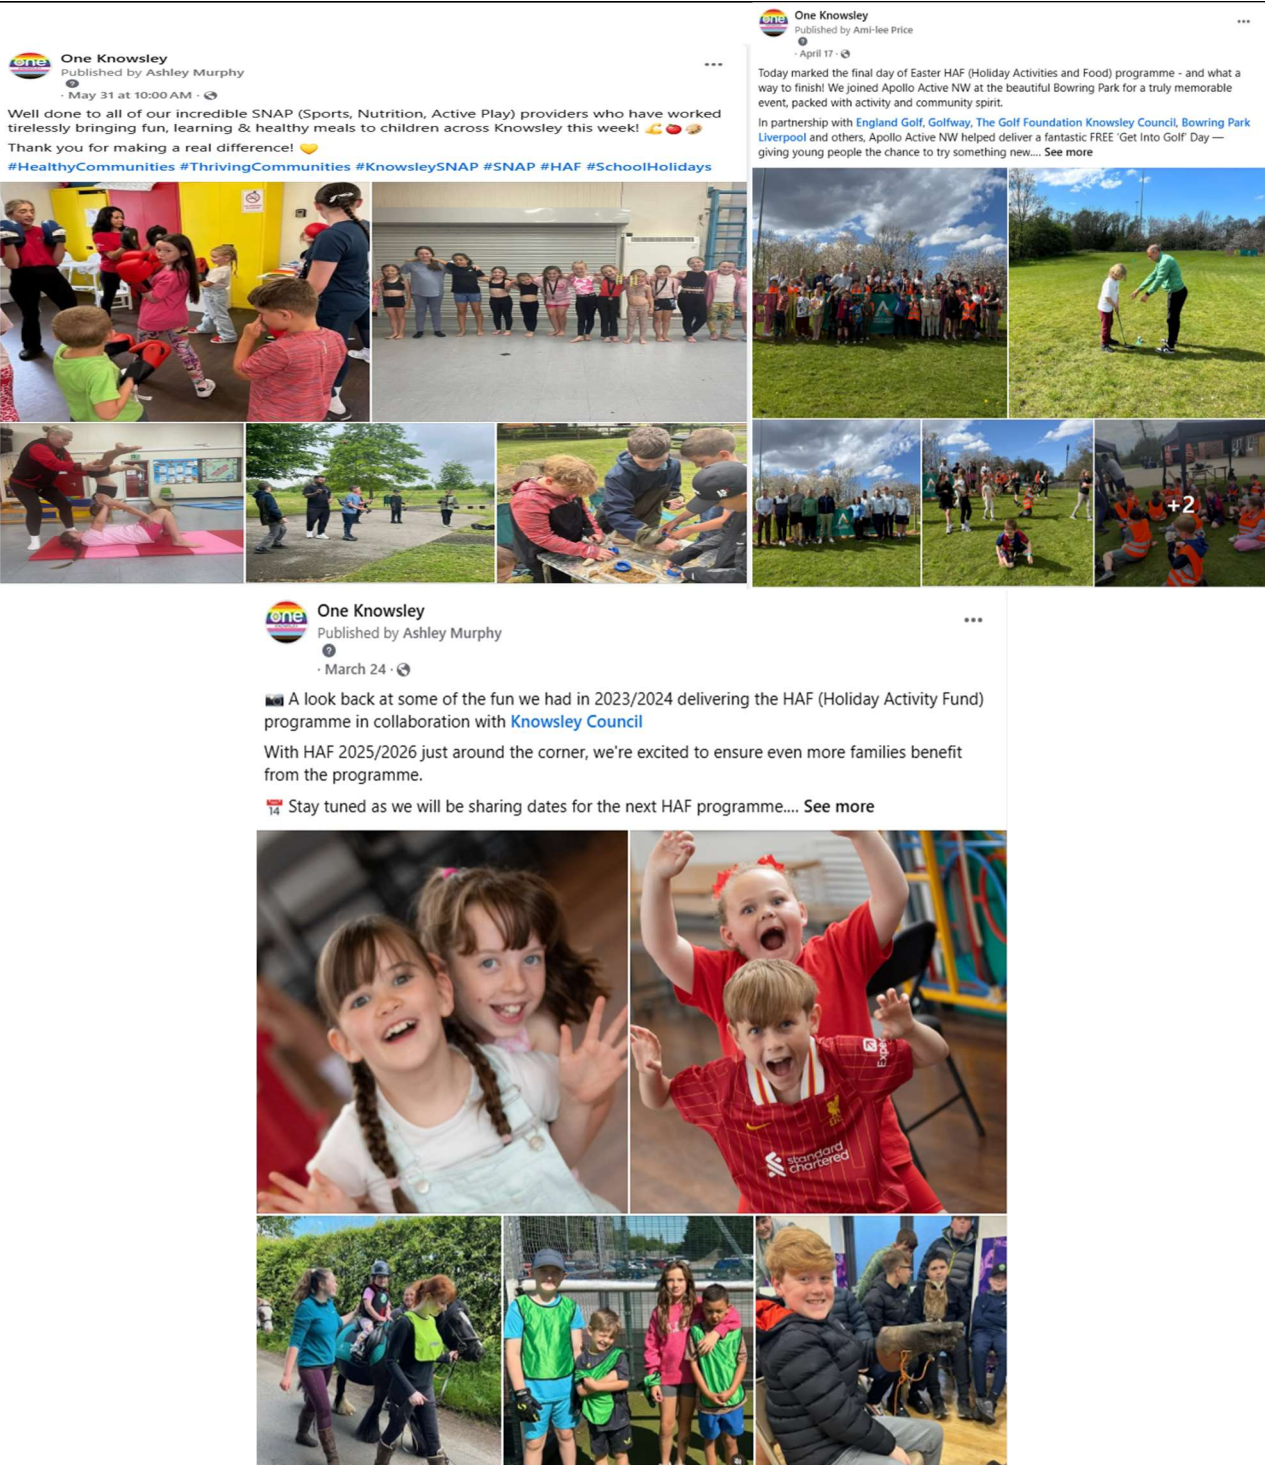 One Knowsley
Published by Ashley Murphy
· May 31 at 10:00 AM ·
Well done to all of our incredible SNAP (Sports, Nutrition, Active Play) providers who have worked
tirelessly bringing fun, learning & healthy meals to children across Knowsley this week! 💪🍎🏉
Thank you for making a real difference! 💛
#HealthyCommunities #ThrivingCommunities #KnowsleySNAP #SNAP #HAF #SchoolHolidays
One Knowsley
Published by Ami-lee Price
· April 17 ·
Today marked the final day of Easter HAF (Holiday Activities and Food) programme - and what a
way to finish! We joined Apollo Active NW at the beautiful Bowring Park for a truly memorable
event, packed with activity and community spirit.
In partnership with England Golf, Golfway, The Golf Foundation Knowsley Council, Bowring Park
Liverpool and others, Apollo Active NW helped deliver a fantastic FREE 'Get Into Golf' Day —
giving young people the chance to try something new.... See more
+2
one
One Knowsley
Published by Ashley Murphy
· March 24 ·
📷 A look back at some of the fun we had in 2023/2024 delivering the HAF (Holiday Activity Fund)
programme in collaboration with Knowsley Council
With HAF 2025/2026 just around the corner, we're excited to ensure even more families benefit
from the programme.
📅 Stay tuned as we will be sharing dates for the next HAF programme.... See more
standard
chartered